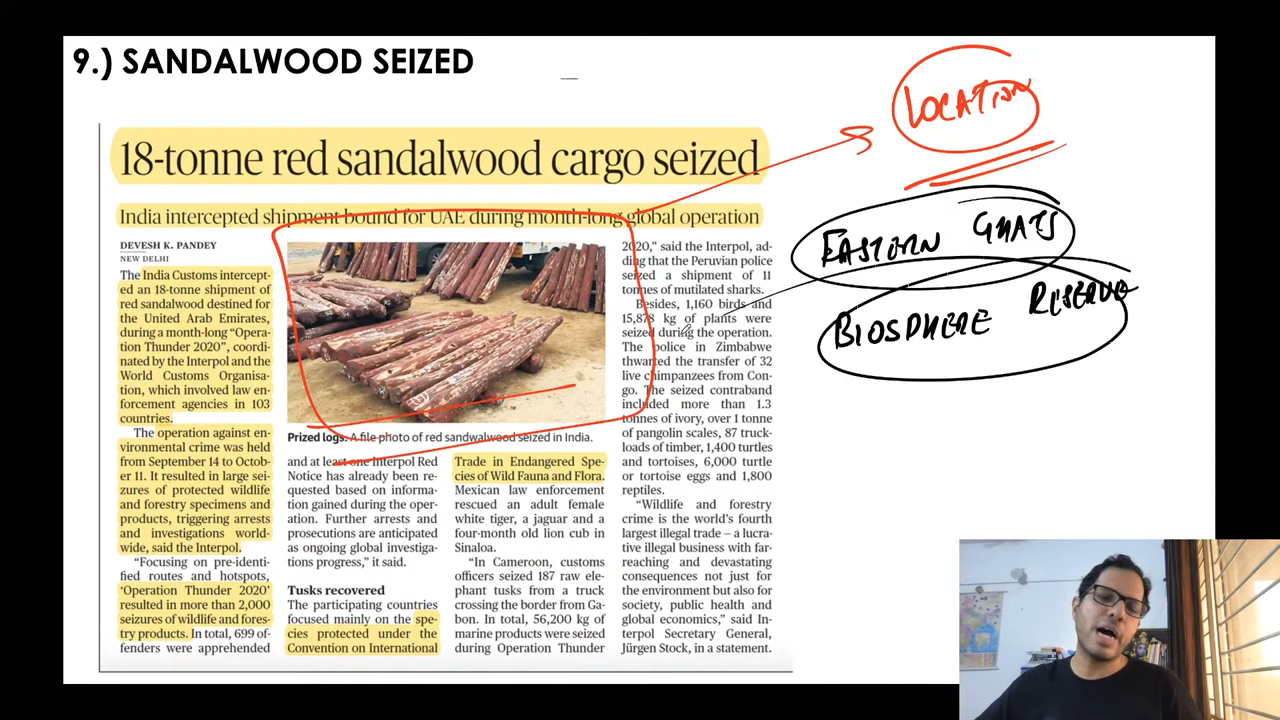 9.) SANDALWOOD SEIZED
18-tonne red sandalwood cargo seized
India intercepted shipment bound for UAE during month-long global operation
DEVESH K. PANDEY
NEW DELHI
The India Customs intercept-
ed an 18-tonne shipment of
red sandalwood destined for
the United Arab Emirates,
during a month-long “Opera-
tion Thunder 2020”, coordi-
nated by the Interpol and the
World Customs Organisa-
tion, which involved law en-
forcement agencies in 103
countries.
The operation against en-
vironmental crime was held
from September 14 to Octob-
er 11. It resulted in large sei-
zures of protected wildlife
and forestry specimens and
products, triggering arrests
and investigations world-
wide, said the Interpol.
“Focusing on pre-identi-
fied routes and hotspots,
‘Operation Thunder 2020’
resulted in more than 2,000
seizures of wildlife and fores-
try products. In total, 699 of-
fenders were apprehended
Prized logs: A file photo of red sandwalwood seized in India.
and at least one Interpol Red
Notice has already been re-
quested based on informa-
tion gained during the oper-
ation. Further arrests and
prosecutions are anticipated
as ongoing global investiga-
tions progress,” it said.
Tusks recovered
The participating countries
focused mainly on the spe-
cies protected under the
Convention on International
Trade in Endangered Spe-
cies of Wild Fauna and Flora.
Mexican law enforcement
rescued an adult female
white tiger, a jaguar and a
four-month old lion cub in
Sinaloa.
“In Cameroon, customs
officers seized 187 raw ele-
phant tusks from a truck
crossing the border from Ga-
bon. In total, 56,200 kg of
marine products were seized
during Operation Thunder
2020,” said the Interpol, ad-
ding that the Peruvian police
seized a shipment of 11
tonnes of mutilated sharks.
Besides, 1,160 birds and
15,878 kg of plants were
seized during the operation.
The police in Zimbabwe
thwarted the transfer of 32
live chimpanzees from Con-
go. The seized contraband
included more than 1.3
tonnes of ivory, over 1 tonne
of pangolin scales, 87 truck-
loads of timber, 1,400 turtles
and tortoises, 6,000 turtle
or tortoise eggs and 1,800
reptiles.
“Wildlife and forestry
crime is the world’s fourth
largest illegal trade – a lucra-
tive illegal business with far-
reaching and devastating
consequences not just for
the environment but also for
society, public health and
global economics,” said In-
terpol Secretary General,
Jürgen Stock, in a statement.
LOCATION
EASTERN GHATS
BIOSPHERE RESERVE